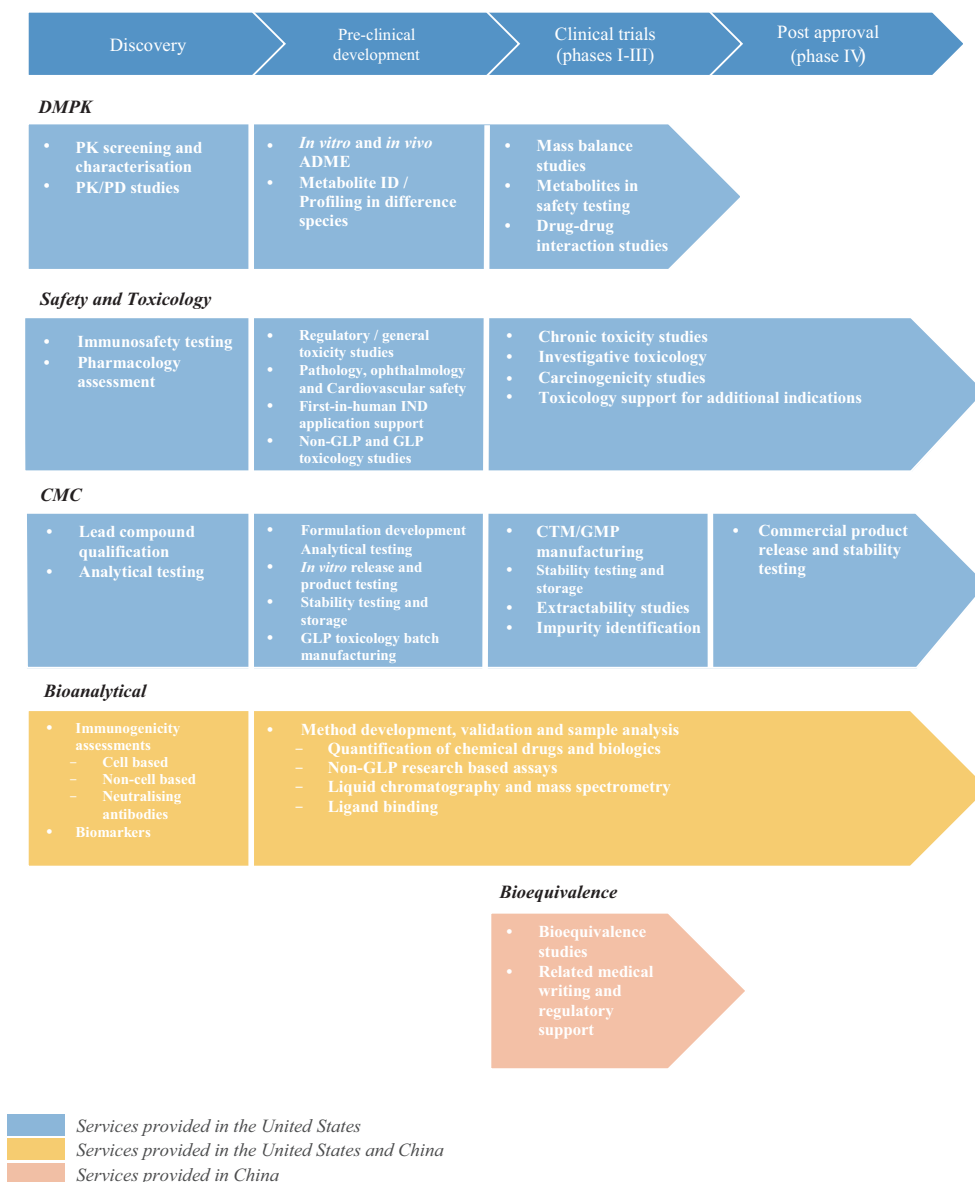 Discovery
Pre-clinical
development
Clinical trials
(phases I-III)
Post approval
(phase IV)
DMPK
• PK screening and
characterisation
• PK/PD studies
• In vitro and in vivo
ADME
• Metabolite ID /
Profiling in difference
species
• Mass balance
studies
• Metabolites in
safety testing
• Drug-drug
interaction studies
Safety and Toxicology
• Immunosafety testing
• Pharmacology
assessment
• Regulatory / general
toxicity studies
• Pathology, ophthalmology
and Cardiovascular safety
• First-in-human IND
application support
• Non-GLP and GLP
toxicology studies
• Chronic toxicity studies
• Investigative toxicology
• Carcinogenicity studies
• Toxicology support for additional indications
CMC
• Lead compound
qualification
• Analytical testing
• Formulation development
Analytical testing
• In vitro release and
product testing
• Stability testing and
storage
• GLP toxicology batch
manufacturing
• CTM/GMP
manufacturing
• Stability testing and
storage
• Extractability studies
• Impurity identification
• Commercial product
release and stability
testing
Bioanalytical
• Immunogenicity
assessments
– Cell based
– Non-cell based
– Neutralising
antibodies
• Biomarkers
• Method development, validation and sample analysis
– Quantification of chemical drugs and biologics
– Non-GLP research based assays
– Liquid chromatography and mass spectrometry
– Ligand binding
Bioequivalence
• Bioequivalence
studies
• Related medical
writing and
regulatory
support
Services provided in the United States
Services provided in the United States and China
Services provided in China